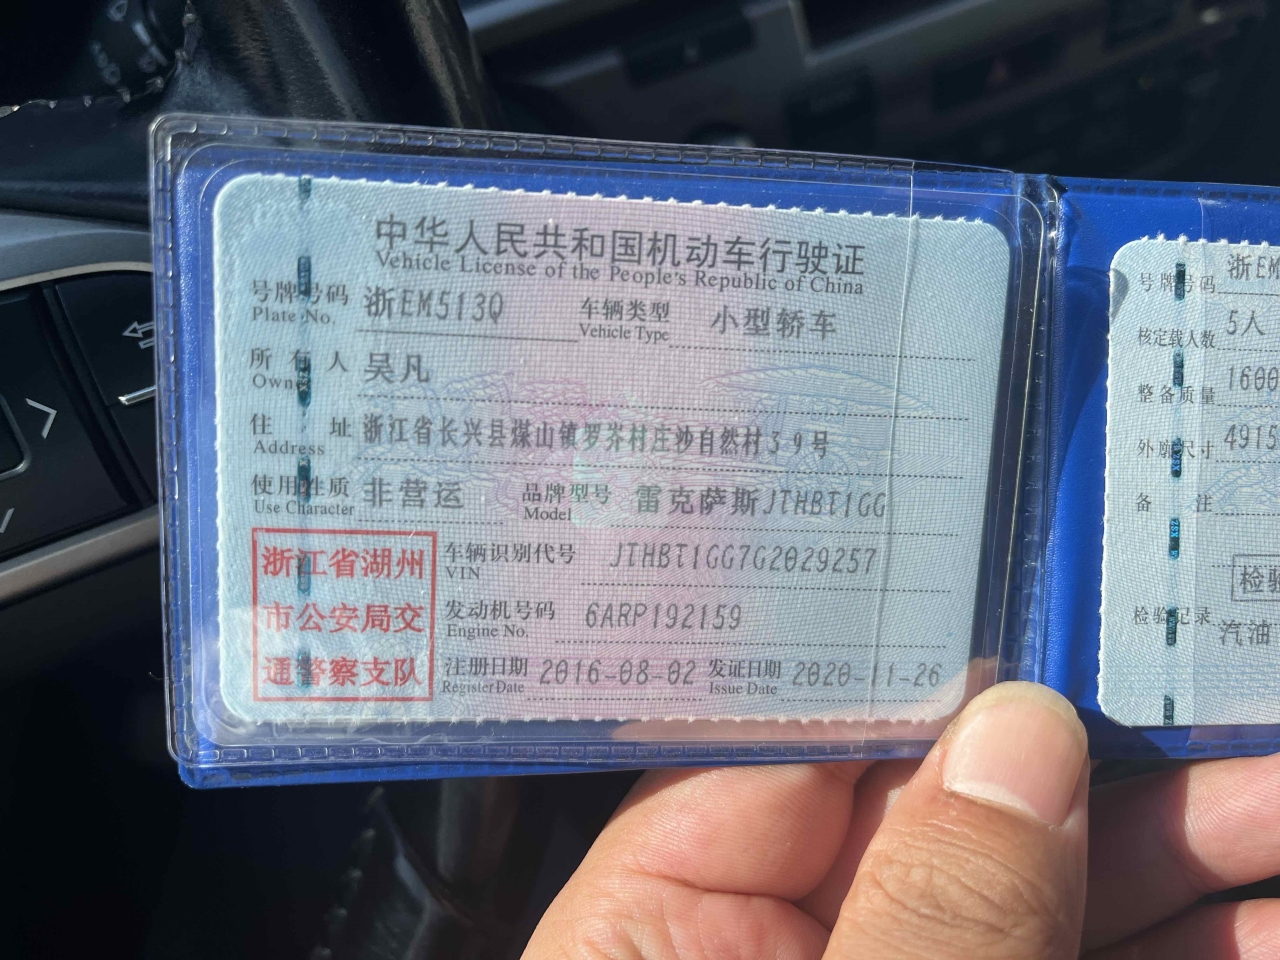 中华人民共和国机动车行驶证
Vehicle License of the People's Republic of China
号牌号码 浙EM513Q 车辆类型 小型轿车
Plate No. Vehicle Type
所有人 吴凡
Owner
住址 浙江省长兴县煤山镇罗岕村庄沙自然村39号
Address
使用性质 非营运 品牌型号 雷克萨斯JTHBT1GG
Use Character Model
浙江省湖州
市公安局交
通警察支队
车辆识别代号 JTHBT1GG7G2029257
VIN
发动机号码 6ARP192159
Engine No.
注册日期 2016-08-02 发证日期 2020-11-26
Register Date Issue Date
号牌号码 浙EM
核定载人数 5人
整备质量 1600
外廓尺寸 4915
备注
检验
检验记录
汽油